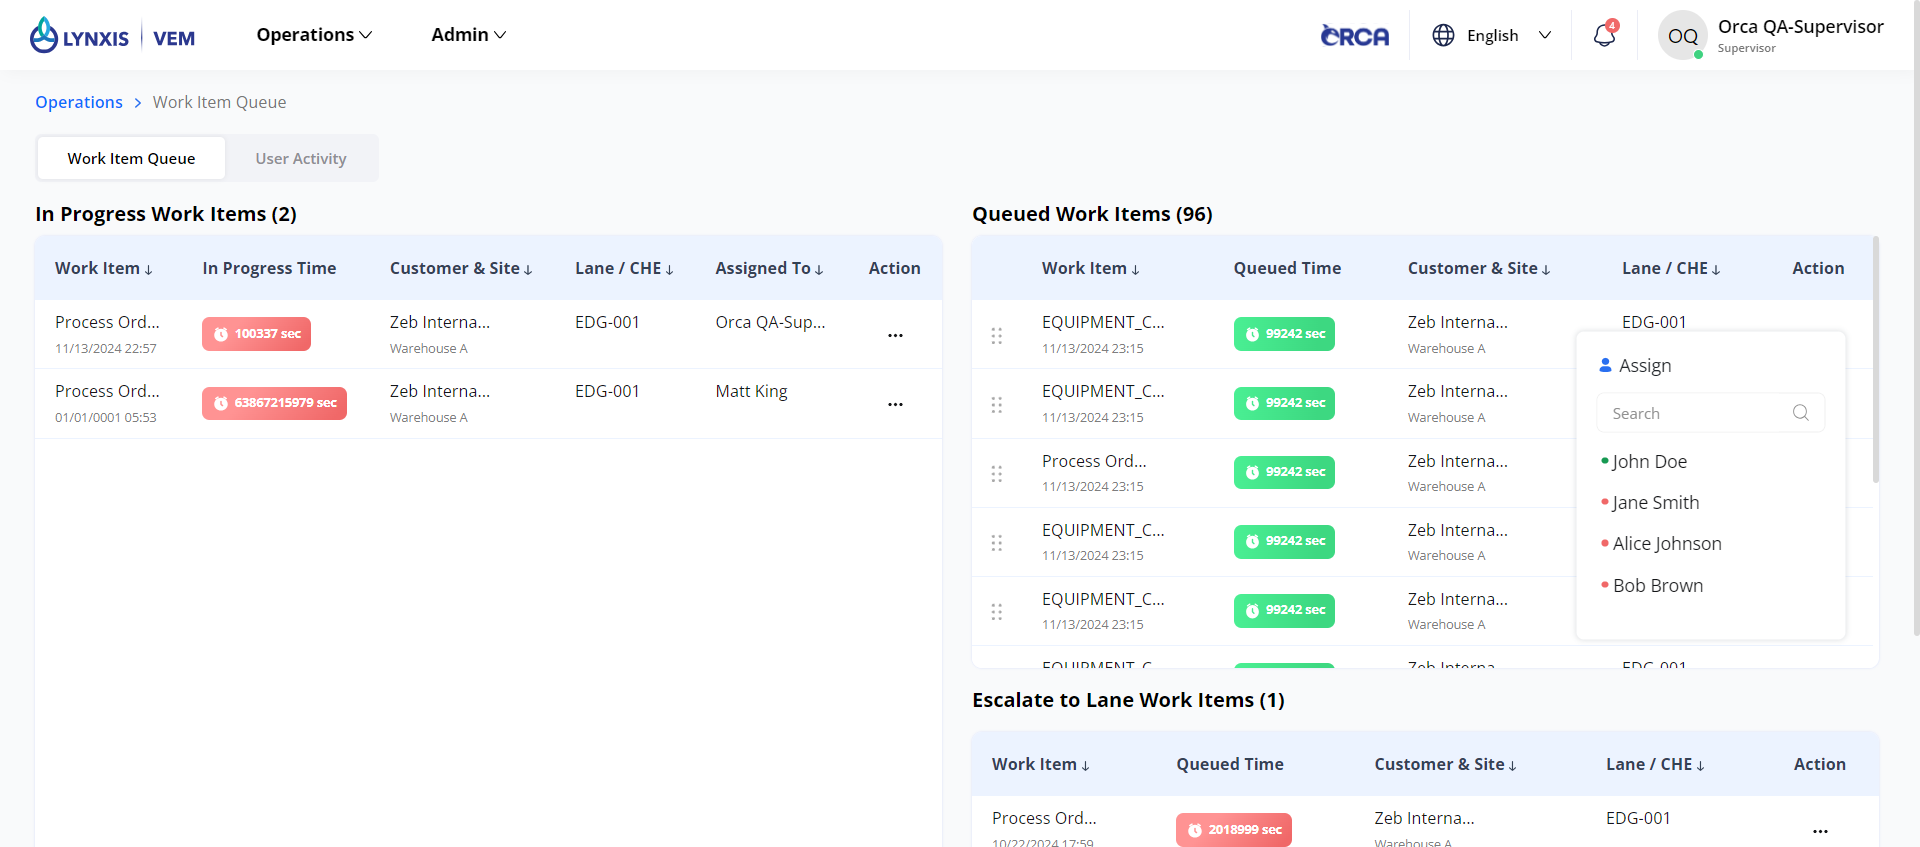 LYNXIS VEM
Operations
Admin
ORCA
English
4
OQ
Orca QA-Supervisor
Supervisor
Operations > Work Item Queue
Work Item Queue
User Activity
In Progress Work Items (2)
Work Item ↓ In Progress Time Customer & Site ↓ Lane / CHE ↓ Assigned To ↓ Action
Process Ord... 100337 sec Zeb Interna... EDG-001 Orca QA-Sup... ...
11/13/2024 22:57 Warehouse A
Process Ord... 63867215979 sec Zeb Interna... EDG-001 Matt King ...
01/01/0001 05:53 Warehouse A
Queued Work Items (96)
Work Item ↓ Queued Time Customer & Site ↓ Lane / CHE ↓ Action
EQUIPMENT_C... 99242 sec Zeb Interna... EDG-001
11/13/2024 23:15 Warehouse A
EQUIPMENT_C... 99242 sec Zeb Interna...
11/13/2024 23:15 Warehouse A
Process Ord... 99242 sec Zeb Interna...
11/13/2024 23:15 Warehouse A
EQUIPMENT_C... 99242 sec Zeb Interna...
11/13/2024 23:15 Warehouse A
EQUIPMENT_C... 99242 sec Zeb Interna...
11/13/2024 23:15 Warehouse A
EQUIPMENT_C... Zeb Interna... EDG-001
Assign
Search
John Doe
Jane Smith
Alice Johnson
Bob Brown
Escalate to Lane Work Items (1)
Work Item ↓ Queued Time Customer & Site ↓ Lane / CHE ↓ Action
Process Ord... 2018999 sec Zeb Interna... EDG-001 ...
10/22/2024 17:59 Warehouse A